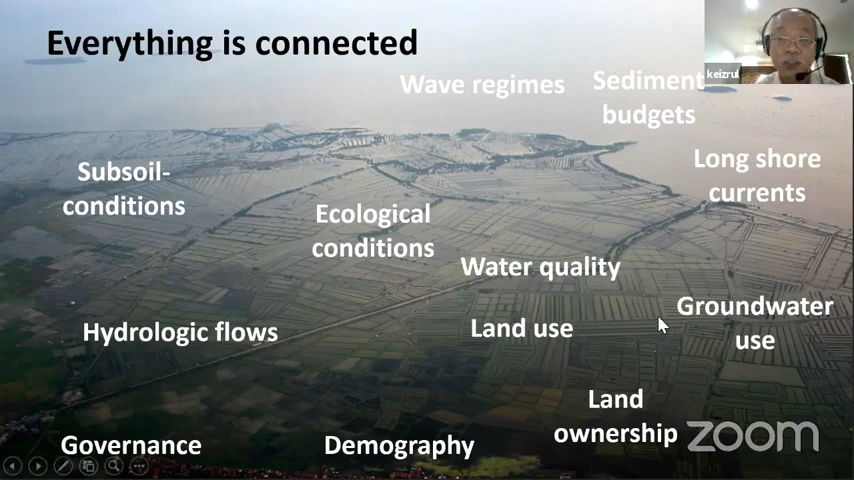 Everything is connected
keizrul
Wave regimes
Sediment
budgets
Long shore
currents
Subsoil-
conditions
Ecological
conditions
Water quality
Groundwater
use
Hydrologic flows
Land use
Land
ownership
Governance
Demography
zoom